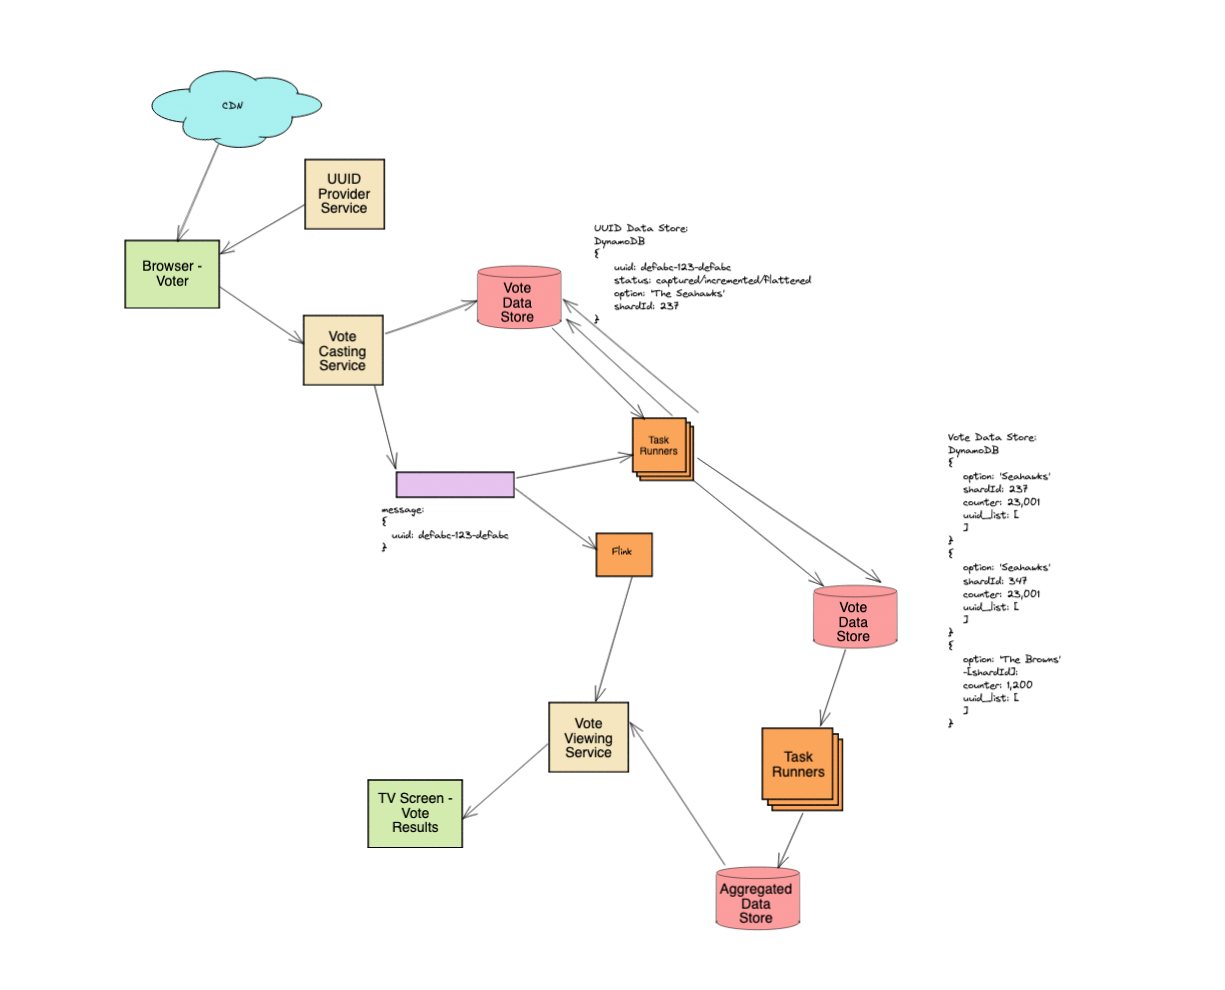 CDN
UUID
Provider
Service
Browser -
Voter
UUID Data Store:
DynamoDB
{
uuid: defabc-123-defabc
status: captured/incremented/flattened
option: 'The Seahawks'
shardId: 237
}
Vote
Data
Store
Vote
Casting
Service
Task
Runners
message:
{
uuid: defabc-123-defabc
}
Flink
Vote Data Store:
DynamoDB
{
option: 'Seahawks'
shardId: 237
counter: 23,001
uuid_list: [
]
}
{
option: 'Seahawks'
shardId: 347
counter: 23,001
uuid_list: [
]
}
{
option: 'The Browns'
-[shardId]:
counter: 1,200
uuid_list: [
]
}
Vote
Data
Store
Vote
Viewing
Service
Task
Runners
TV Screen -
Vote
Results
Aggregated
Data
Store